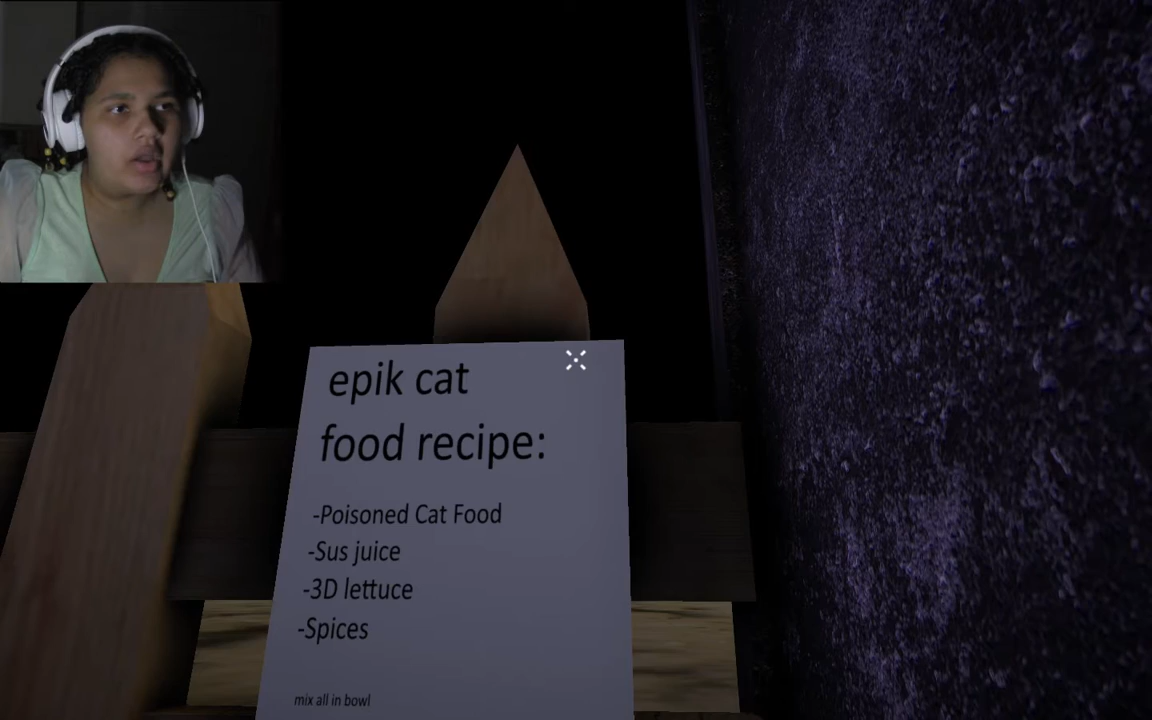 epik cat
food recipe:
-Poisoned Cat Food
-Sus juice
-3D lettuce
-Spices
mix all in bowl